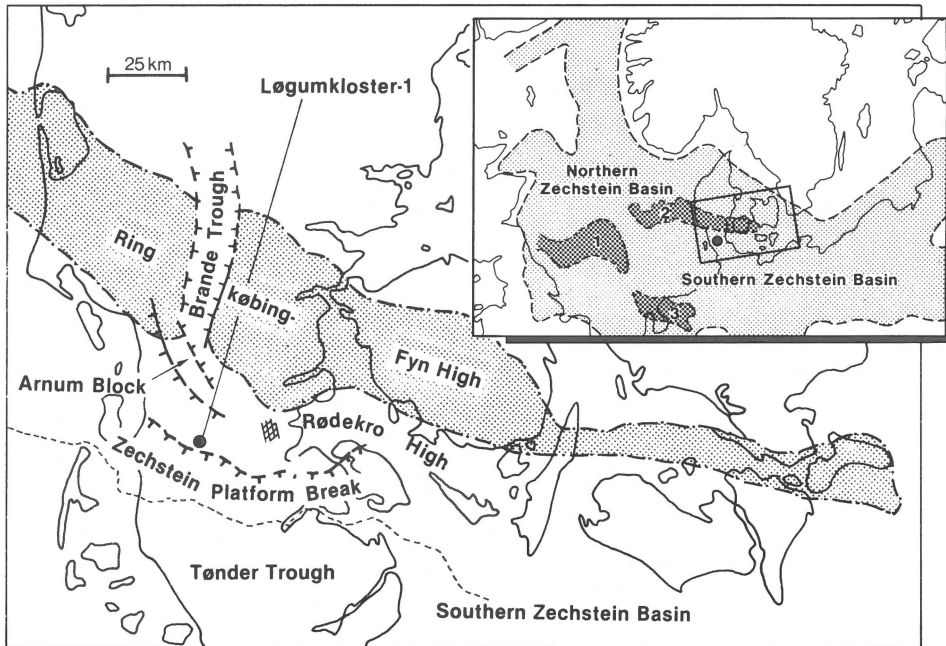 25 km
Løgumkloster-1
Ring
Brande Trough
købing-
Fyn High
Arnum Block
Rødekro
High
Zechstein
Platform Break
Tønder Trough
Southern Zechstein Basin
Northern
Zechstein Basin
1
2
3
Southern Zechstein Basin